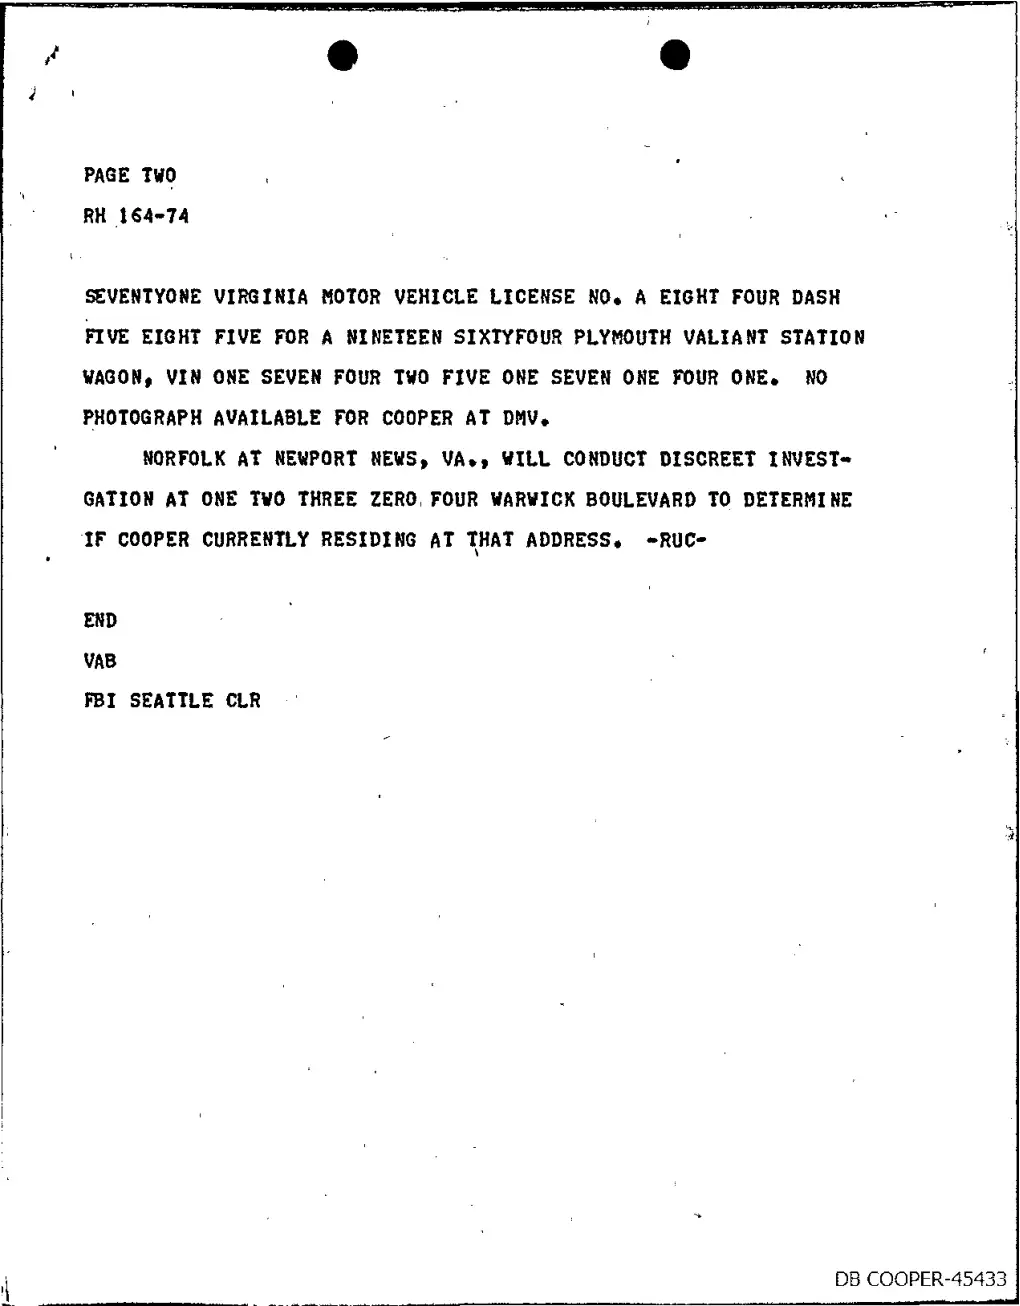 PAGE TWO
RH 164-74
SEVENTYONE VIRGINIA MOTOR VEHICLE LICENSE NO. A EIGHT FOUR DASH
FIVE EIGHT FIVE FOR A NINETEEN SIXTYFOUR PLYMOUTH VALIANT STATION
WAGON, VIN ONE SEVEN FOUR TWO FIVE ONE SEVEN ONE FOUR ONE. NO
PHOTOGRAPH AVAILABLE FOR COOPER AT DMV.
NORFOLK AT NEWPORT NEWS, VA., WILL CONDUCT DISCREET INVEST-
GATION AT ONE TWO THREE ZERO FOUR WARWICK BOULEVARD TO DETERMINE
IF COOPER CURRENTLY RESIDING AT THAT ADDRESS. -RUC-
END
VAB
FBI SEATTLE CLR
DB COOPER-45433